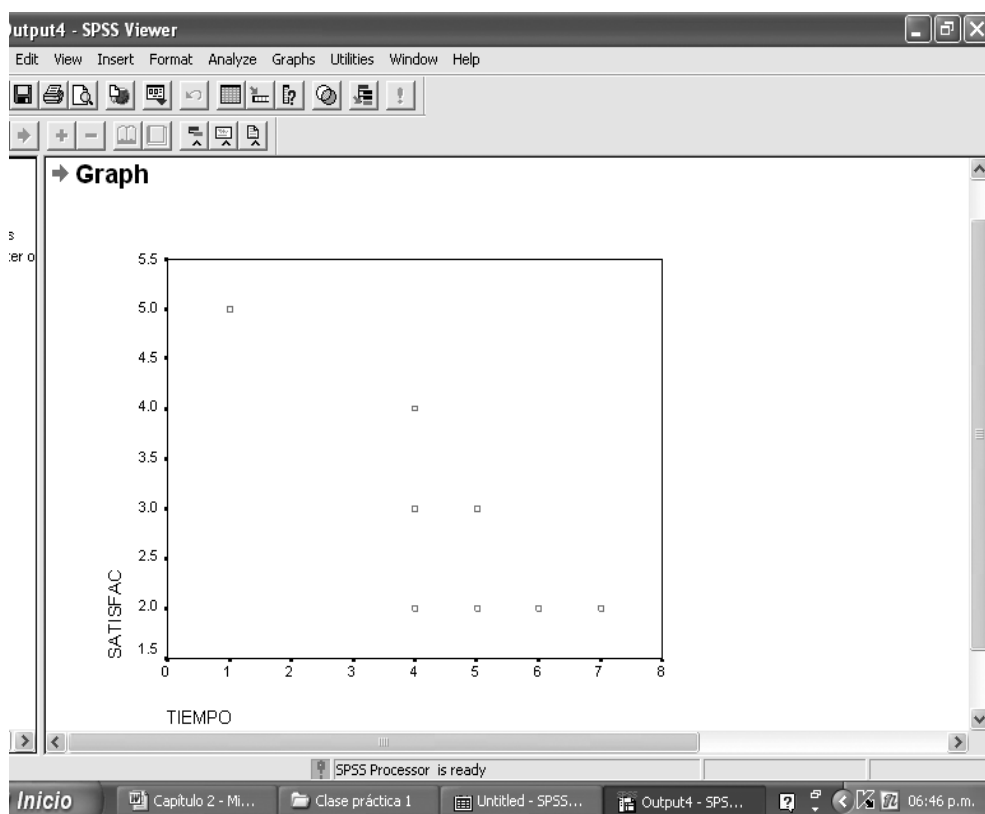 Output4 - SPSS Viewer
Edit View Insert Format Analyze Graphs Utilities Window Help
Graph
s
ter o
5.5
5.0
4.5
4.0
3.5
3.0
2.5
2.0
1.5
SATISFAC
0 1 2 3 4 5 6 7 8
TIEMPO
SPSS Processor is ready
Inicio Capítulo 2 - Mi... Clase práctica 1 Untitled - SPSS... Output4 - SPS... 06:46 p.m.